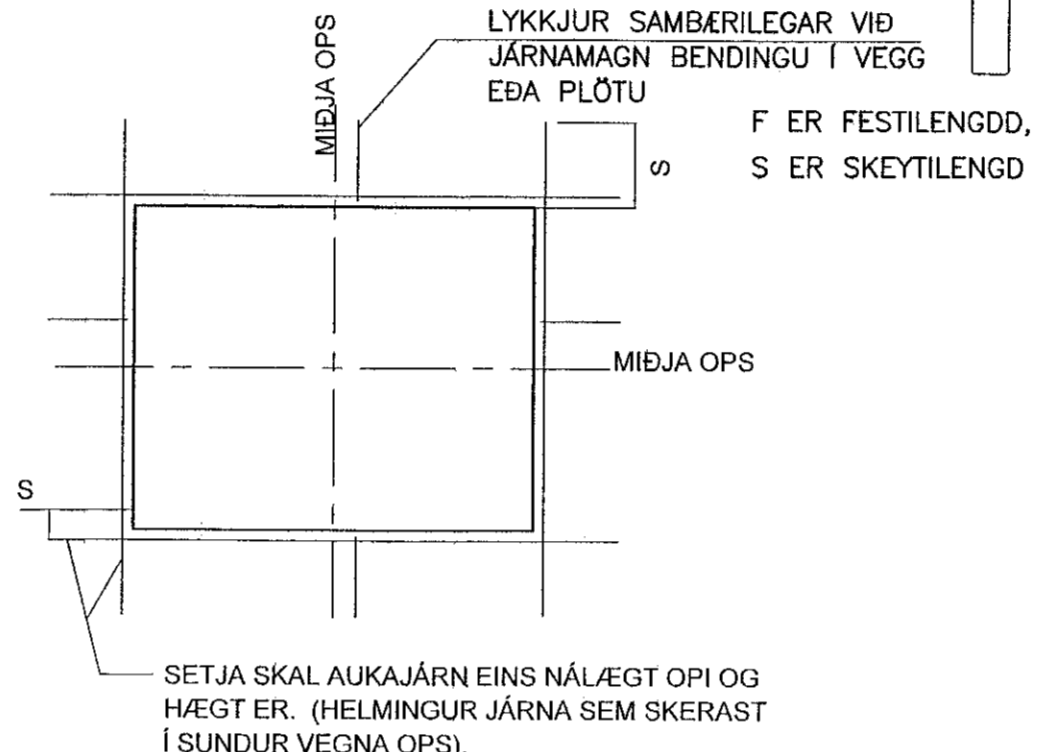 LYKKJUR SAMBÆRILEGAR VIÐ
JÁRNAMAGN BENDINGU Í VEGG
EÐA PLÖTU
MIÐJA OPS
F ER FESTILENGDD,
S ER SKEYTILENGD
S
MIÐJA OPS
S
SETJA SKAL AUKAJÁRN EINS NÁLÆGT OPI OG
HÆGT ER. (HELMINGUR JÁRNA SEM SKERAST
Í SUNDUR VEGNA OPS).